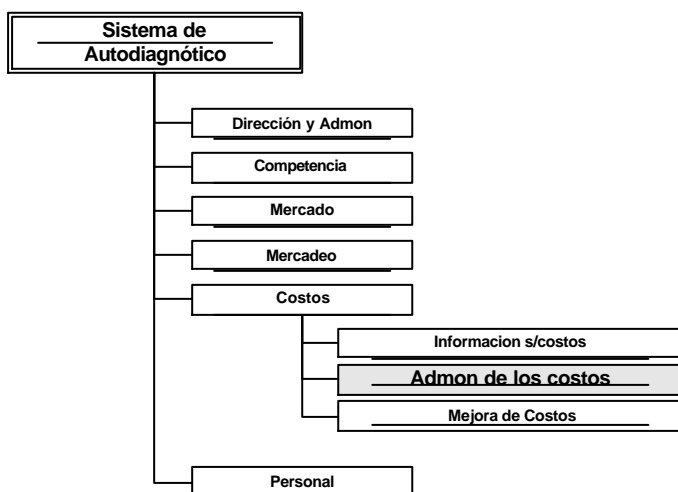 Sistema de
Autodiagnótico
Dirección y Admon
Competencia
Mercado
Mercadeo
Costos
Informacion s/costos
Admon de los costos
Mejora de Costos
Personal